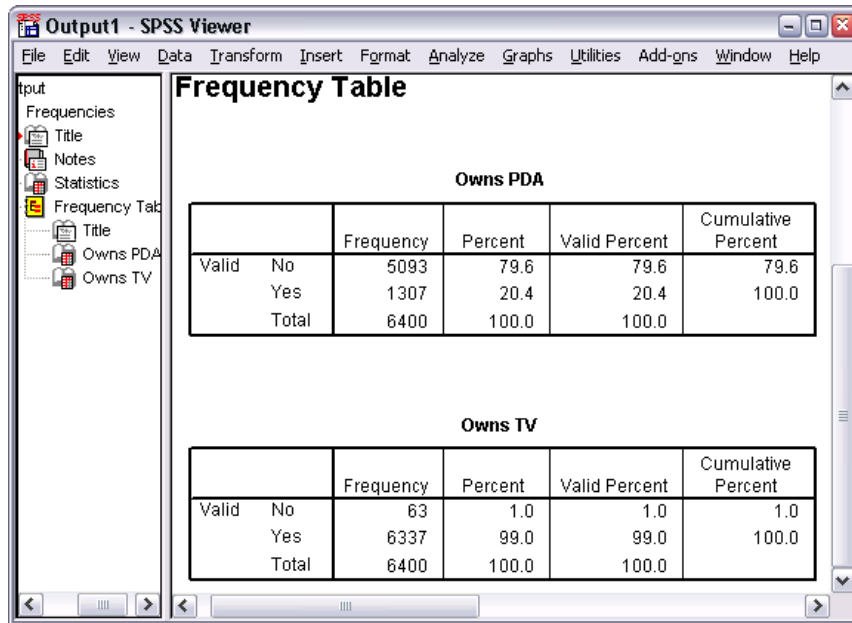 Output1 - SPSS Viewer
File Edit View Data Transform Insert Format Analyze Graphs Utilities Add-ons Window Help
tput
Frequencies
Title
Notes
Statistics
Frequency Tab
Title
Owns PDA
Owns TV
Frequency Table
Owns PDA
Frequency Percent Valid Percent Cumulative Percent
Valid No 5093 79.6 79.6 79.6
Yes 1307 20.4 20.4 100.0
Total 6400 100.0 100.0
Owns TV
Frequency Percent Valid Percent Cumulative Percent
Valid No 63 1.0 1.0 1.0
Yes 6337 99.0 99.0 100.0
Total 6400 100.0 100.0